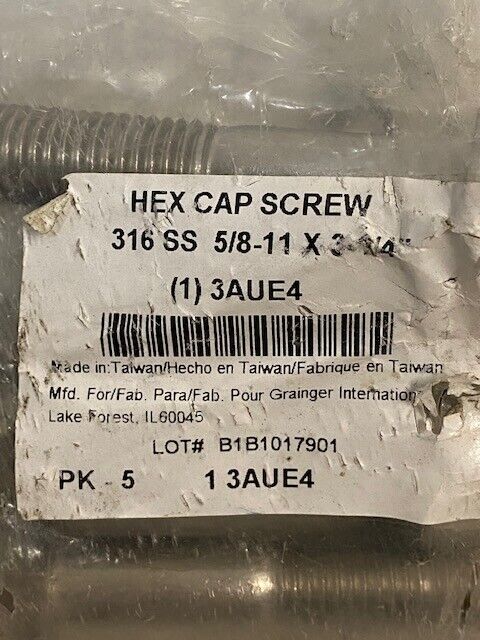 HEX CAP SCREW
316 SS 5/8-11 X
(1) 3AUE4
Made in:Taiwan/Hecho en Taiwan/Fabrique en Taiwan
Mfd. For/Fab. Para/Fab. Pour Grainger Internation
Lake Forest, IL60045
LOT# B1B1017901
PK - 5 1 3AUE4